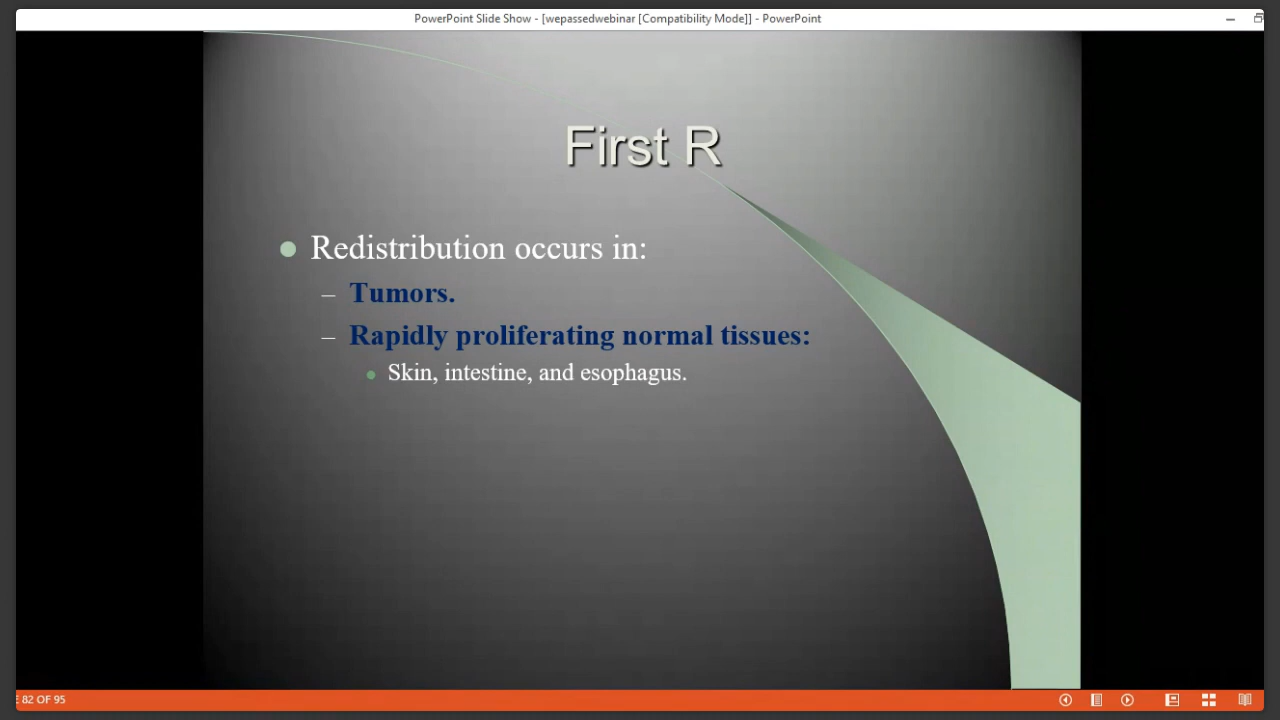 PowerPoint Slide Show - [wepassedwebinar [Compatibility Mode]] - PowerPoint
First R
Redistribution occurs in:
– Tumors.
– Rapidly proliferating normal tissues:
Skin, intestine, and esophagus.
82 OF 95